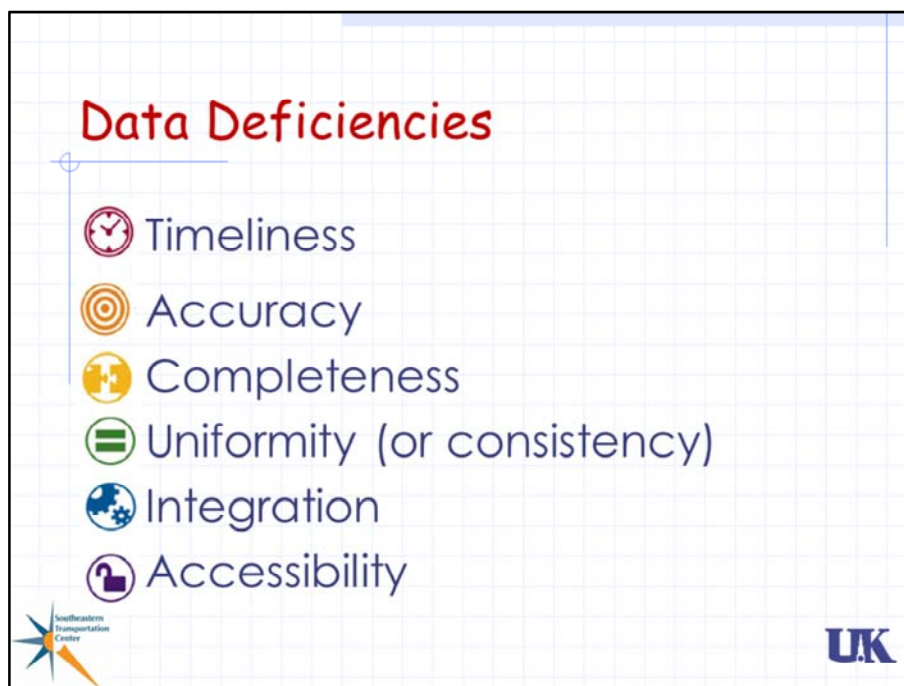 Data Deficiencies
Timeliness
Accuracy
Completeness
Uniformity (or consistency)
Integration
Accessibility
Southeastern
Transportation
Center
UK